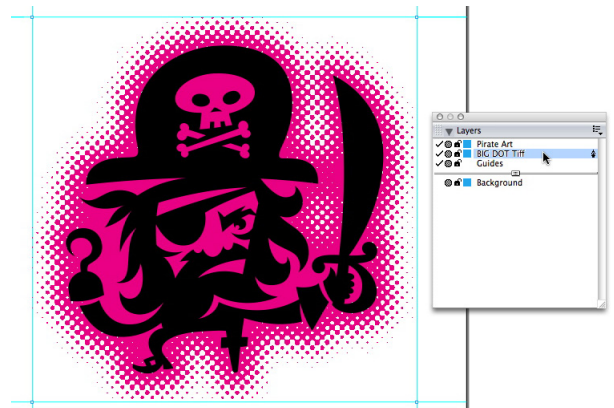 Layers
Pirate Art
BIG DOT Tiff
Guides
Background